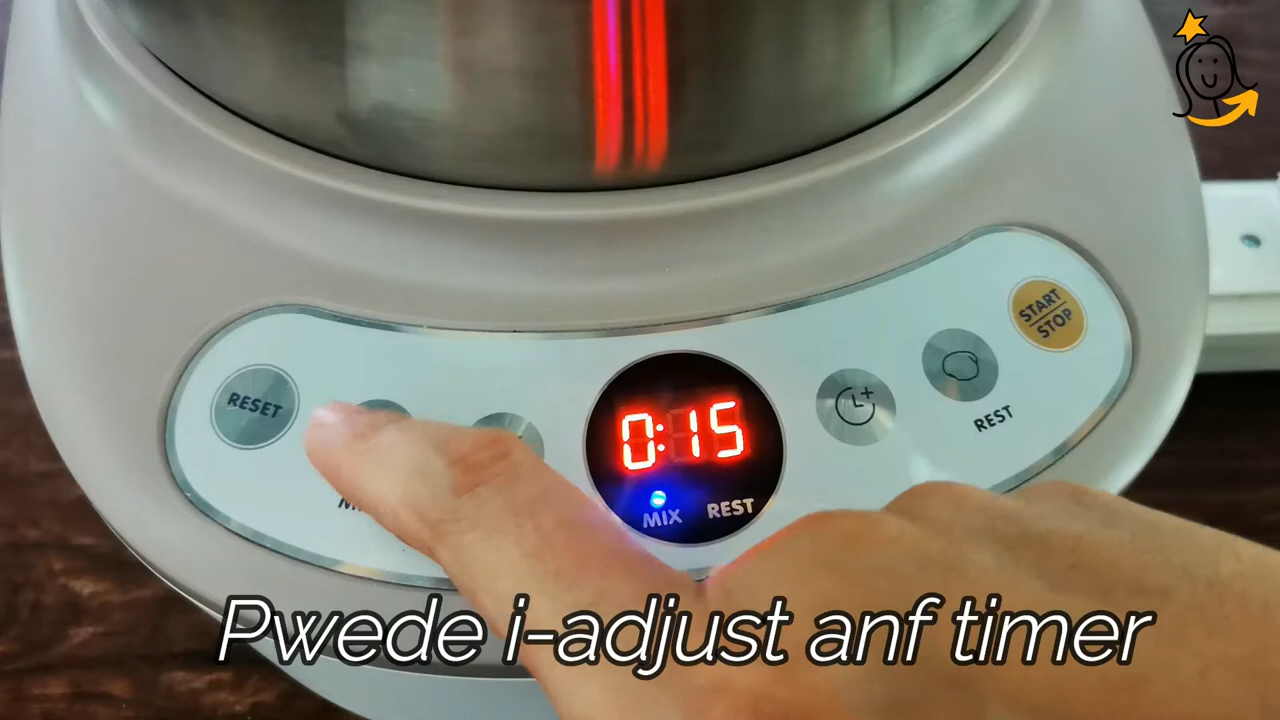 START
STOP
RESET
0:15
REST
MIX REST
Pwede i-adjust anf timer